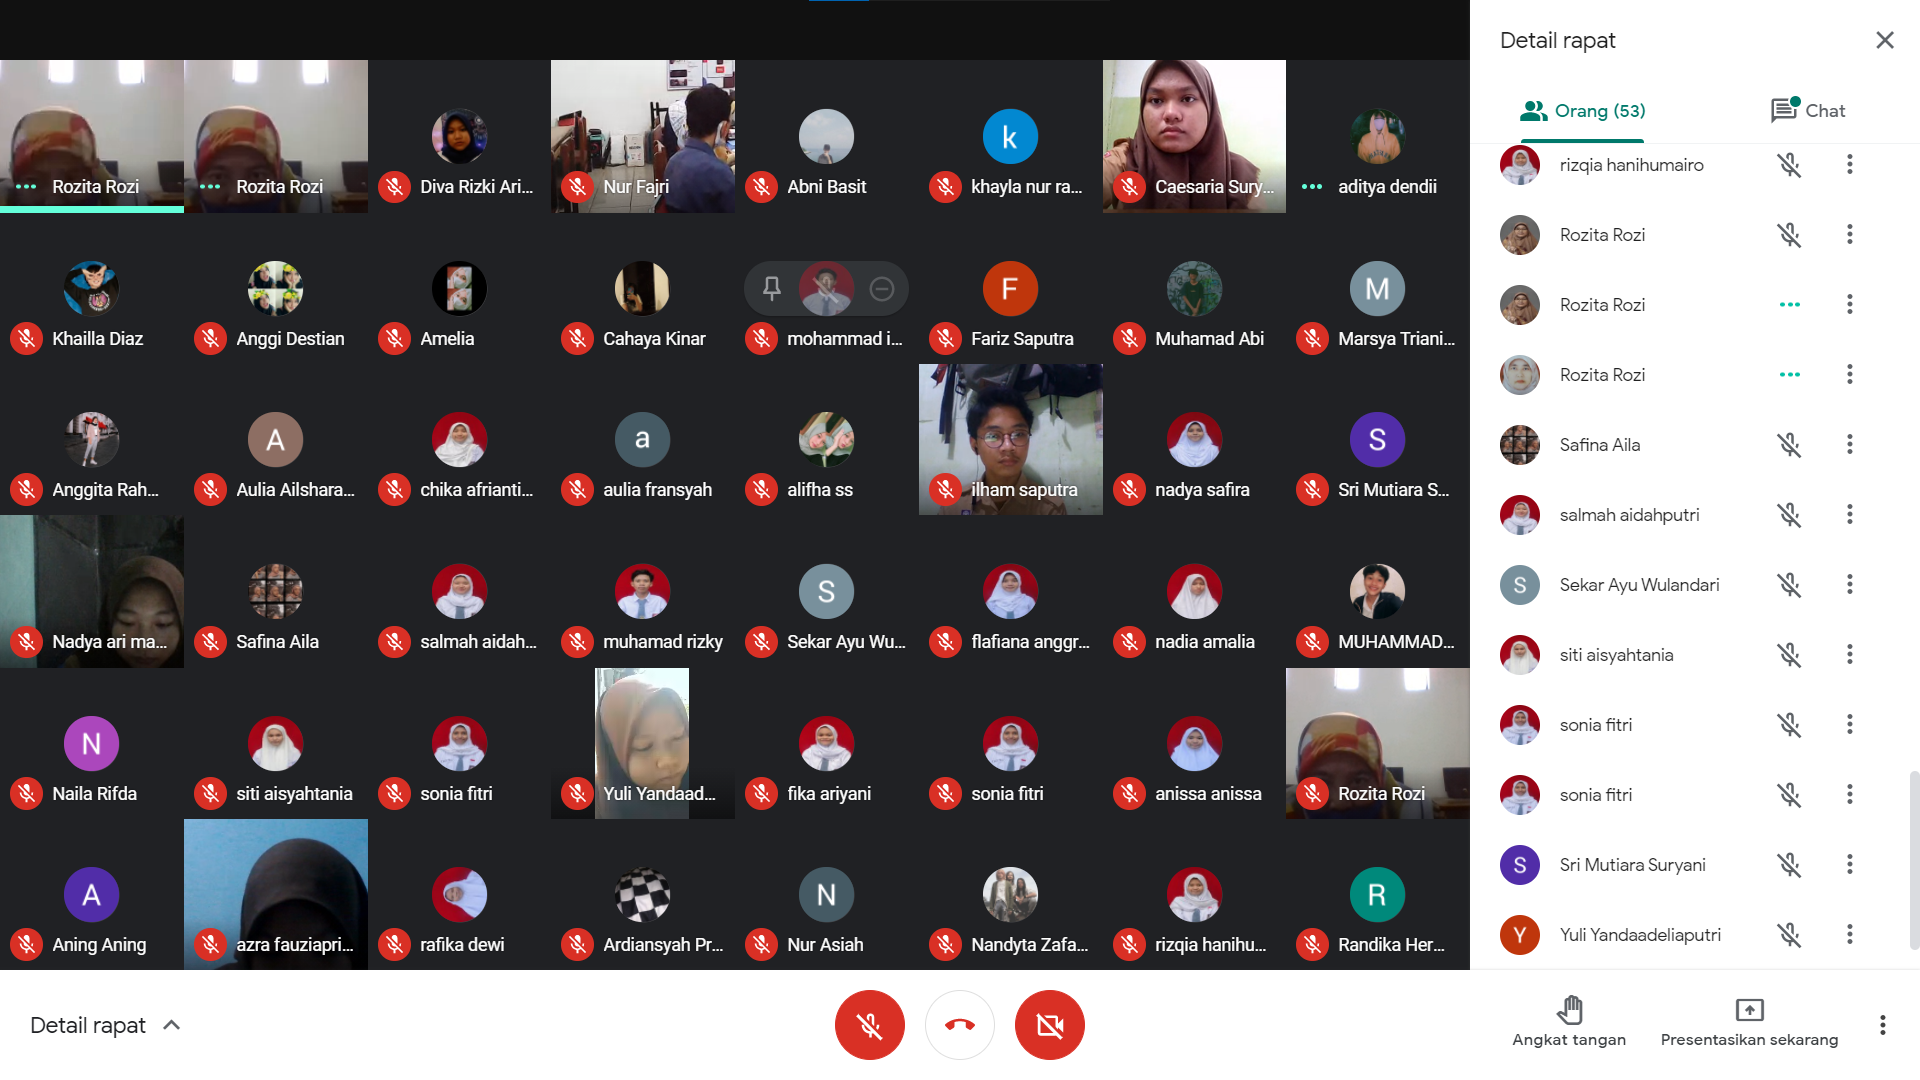 Rozita Rozi
Rozita Rozi
Diva Rizki Ari...
Nur Fajri
Abni Basit
k
khayla nur ra...
Caesaria Sury...
aditya dendii
Khailla Diaz
Anggi Destian
Amelia
Cahaya Kinar
mohammad i...
F
Fariz Saputra
Muhamad Abi
M
Marsya Triani...
Anggita Rah...
A
Aulia Ailshara...
chika afrianti...
a
aulia fransyah
alifha ss
ilham saputra
nadya safira
S
Sri Mutiara S...
Nadya ari ma...
Safina Aila
salmah aidah...
muhamad rizky
S
Sekar Ayu Wu...
flafiana anggr...
nadia amalia
MUHAMMAD...
N
Naila Rifda
siti aisyahtania
sonia fitri
Yuli Yandaad...
fika ariyani
sonia fitri
anissa anissa
Rozita Rozi
A
Aning Aning
azra fauziapri...
rafika dewi
Ardiansyah Pr...
N
Nur Asiah
Nandyta Zafa...
rizqia hanihu...
R
Randika Her...
Detail rapat
Orang (53)
Chat
rizqia hanihumairo
Rozita Rozi
Rozita Rozi
Rozita Rozi
Safina Aila
salmah aidahputri
S
Sekar Ayu Wulandari
siti aisyahtania
sonia fitri
sonia fitri
S
Sri Mutiara Suryani
Y
Yuli Yandaadeliaputri
Detail rapat
Angkat tangan
Presentasikan sekarang